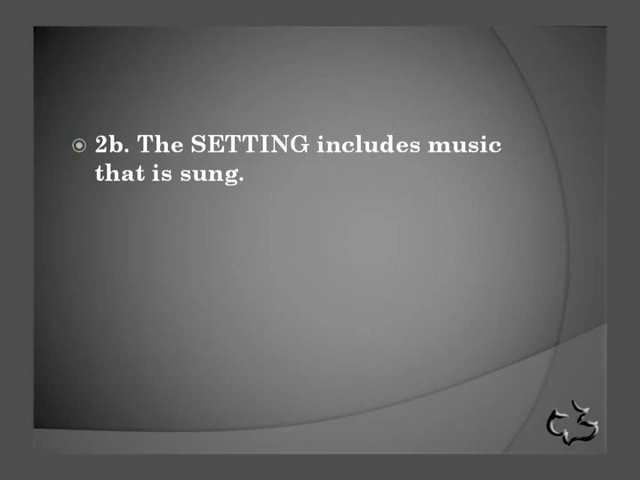 2b. The SETTING includes music
that is sung.